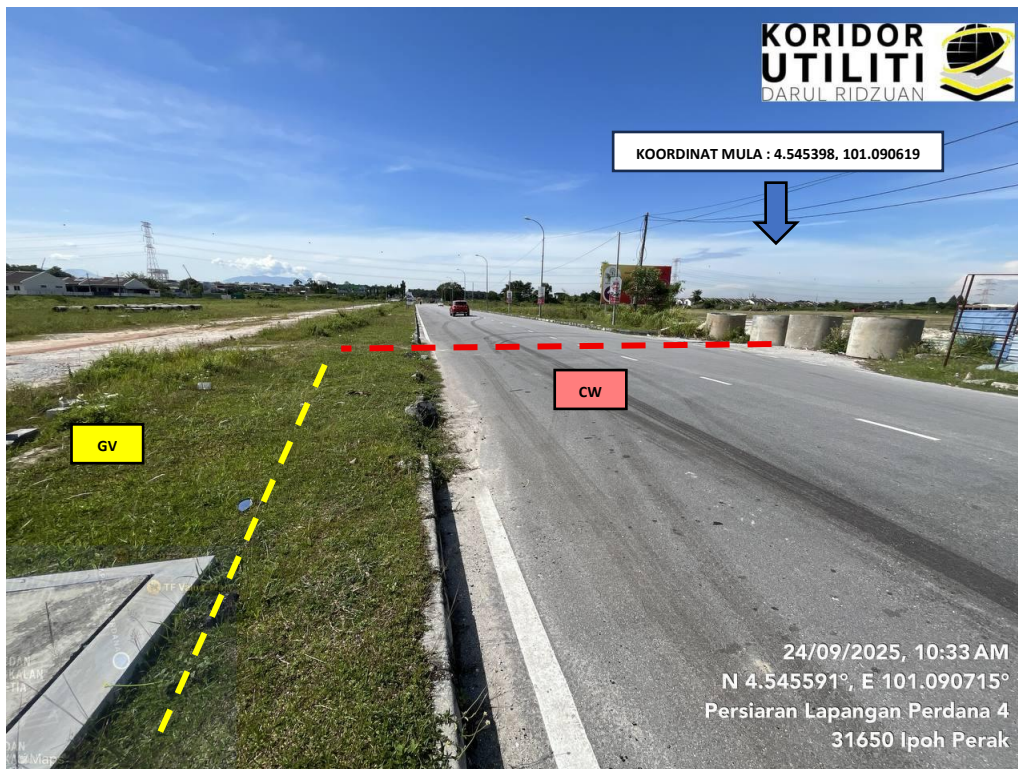 KORIDOR
UTILITI
DARUL RIDZUAN
KOORDINAT MULA : 4.545398, 101.090619
CW
GV
24/09/2025, 10:33 AM
N 4.545591°, E 101.090715°
Persiaran Lapangan Perdana 4
31650 Ipoh Perak
Maps